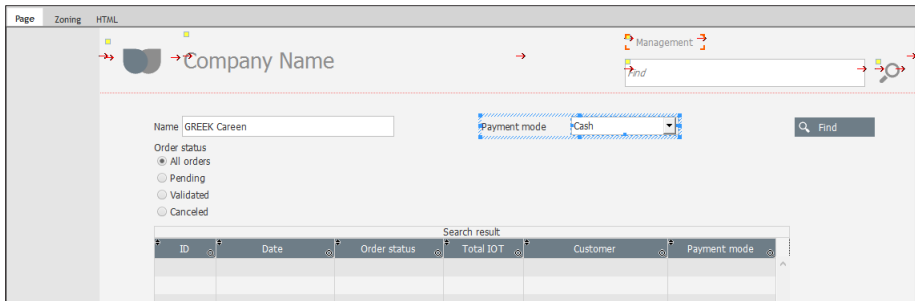 Page Zoning HTML
Management
Company Name
Find
Name GREEK Careen Payment mode Cash Find
Order status
All orders
Pending
Validated
Canceled
Search result
ID Date Order status Total IOT Customer Payment mode